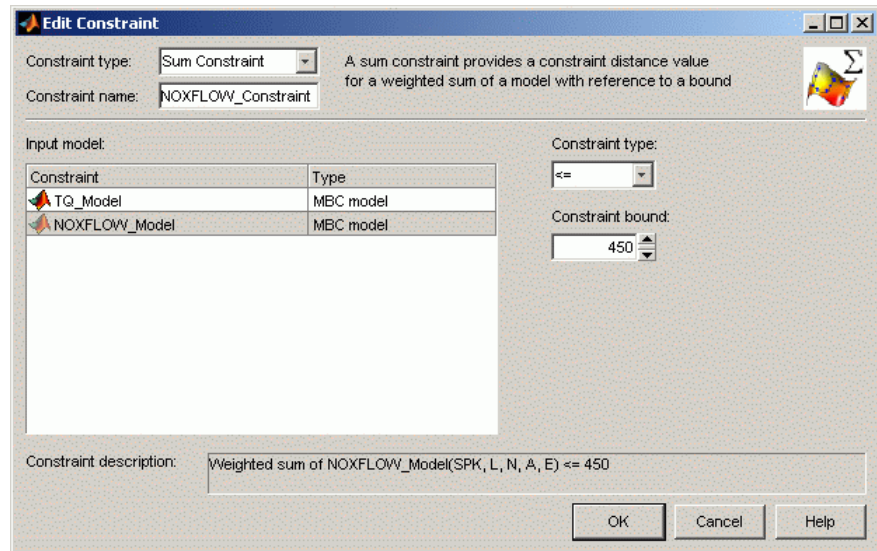 Edit Constraint
Constraint type: Sum Constraint
A sum constraint provides a constraint distance value
for a weighted sum of a model with reference to a bound
Constraint name: NOXFLOW_Constraint
Σ
Input model:
Constraint type:
Constraint Type
<=
TQ_Model MBC model
NOXFLOW_Model MBC model
Constraint bound:
450
Constraint description: Weighted sum of NOXFLOW_Model(SPK, L, N, A, E) <= 450
OK Cancel Help